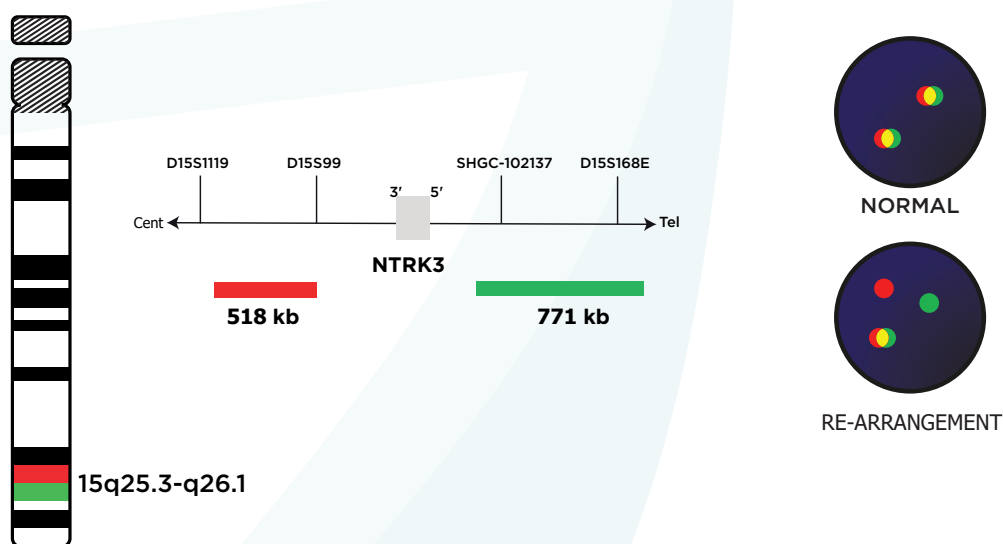 D15S1119 D15S99 SHGC-102137 D15S168E
3' 5'
Cent Tel
NTRK3
518 kb 771 kb
15q25.3-q26.1
NORMAL
RE-ARRANGEMENT